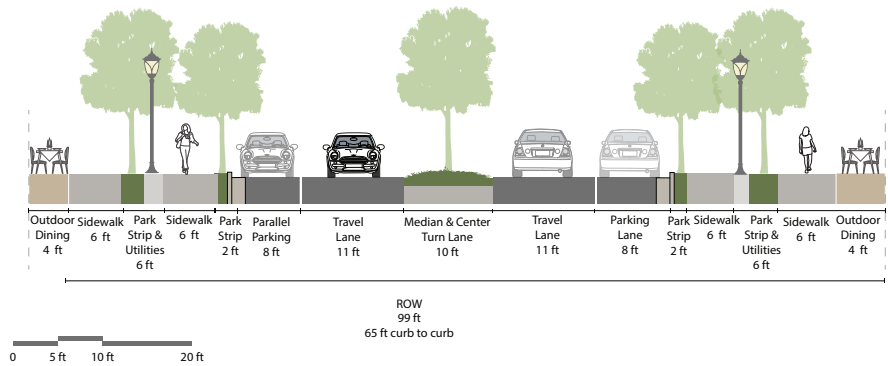 Outdoor
Dining
4 ft
Sidewalk
6 ft
Park
Strip &
Utilities
6 ft
Sidewalk
6 ft
Park
Strip
2 ft
Parallel
Parking
8 ft
Travel
Lane
11 ft
Median & Center
Turn Lane
10 ft
Travel
Lane
11 ft
Parking
Lane
8 ft
Park
Strip
2 ft
Sidewalk
6 ft
Park
Strip &
Utilities
6 ft
Sidewalk
6 ft
Outdoor
Dining
4 ft
ROW
99 ft
65 ft curb to curb
0 5 ft 10 ft 20 ft